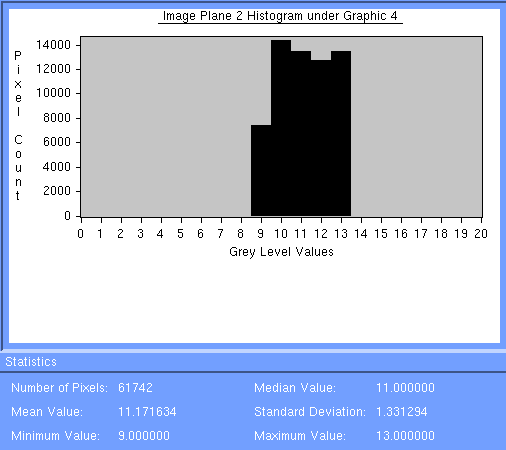 Image Plane 2 Histogram under Graphic 4
Pixel Count
14000
12000
10000
8000
6000
4000
2000
0
0 1 2 3 4 5 6 7 8 9 10 11 12 13 14 15 16 17 18 19 20
Grey Level Values
Statistics
Number of Pixels: 61742 Median Value: 11.000000
Mean Value: 11.171634 Standard Deviation: 1.331294
Minimum Value: 9.000000 Maximum Value: 13.000000